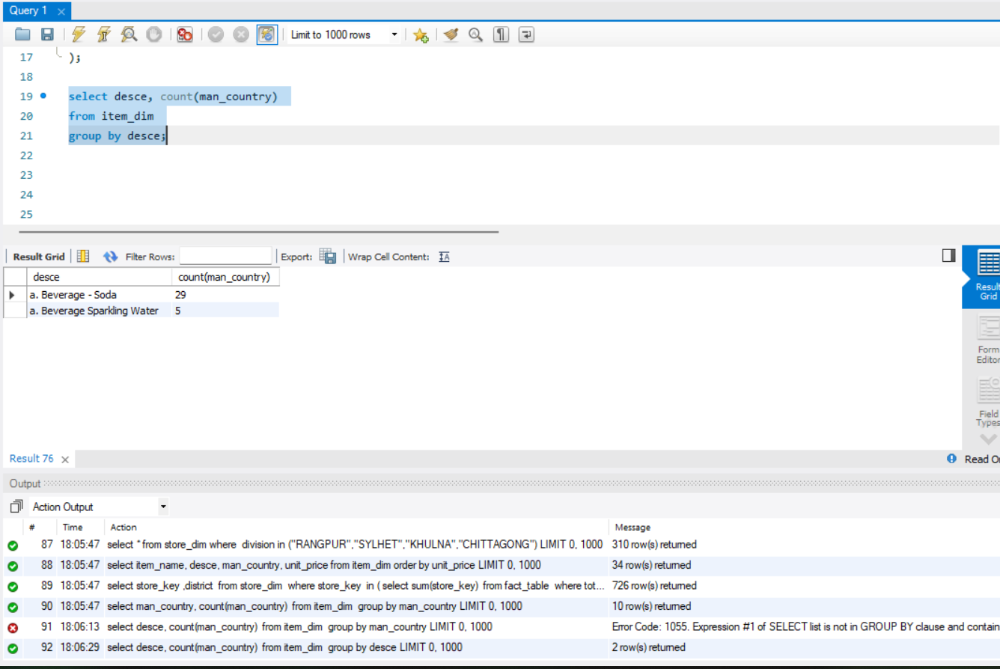 Query 1
Limit to 1000 rows
17 );
18
19 select desce, count(man_country)
20 from item_dim
21 group by desce;
22
23
24
25
Result Grid Filter Rows: Export: Wrap Cell Content:
desce count(man_country)
a. Beverage - Soda 29
a. Beverage Sparkling Water 5
Result Grid
Form Editor
Field Types
Result 76
Output
Action Output
# Time Action Message
87 18:05:47 select * from store_dim where division in ("RANGPUR","SYLHET","KHULNA","CHITTAGONG") LIMIT 0, 1000 310 row(s) returned
88 18:05:47 select item_name, desce, man_country, unit_price from item_dim order by unit_price LIMIT 0, 1000 34 row(s) returned
89 18:05:47 select store_key ,district from store_dim where store_key in ( select sum(store_key) from fact_table where tot... 726 row(s) returned
90 18:05:47 select man_country, count(man_country) from item_dim group by man_country LIMIT 0, 1000 10 row(s) returned
91 18:06:13 select desce, count(man_country) from item_dim group by man_country LIMIT 0, 1000 Error Code: 1055. Expression #1 of SELECT list is not in GROUP BY clause and contain
92 18:06:29 select desce, count(man_country) from item_dim group by desce LIMIT 0, 1000 2 row(s) returned